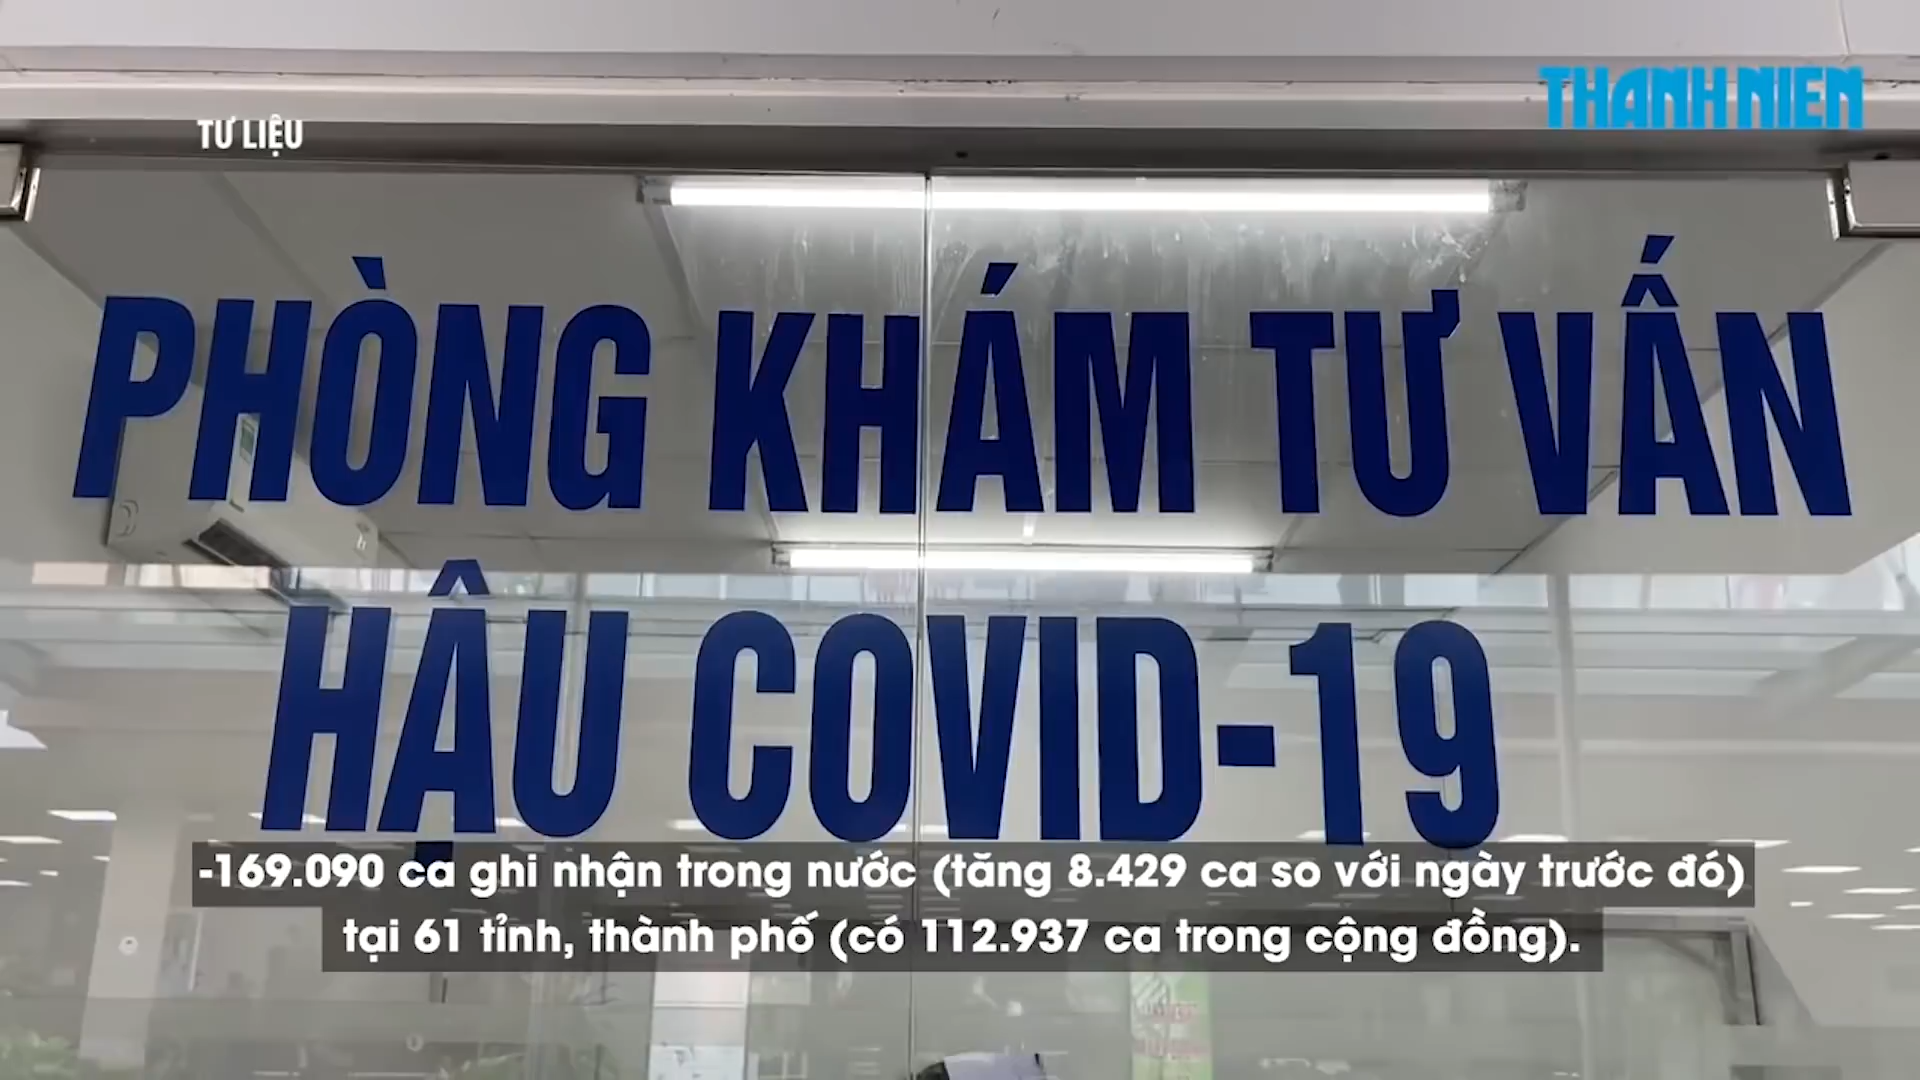 THANH NIEN
TƯ LIỆU
PHÒNG KHÁM TƯ VẤN
HẬU COVID-19
-169.090 ca ghi nhận trong nước (tăng 8.429 ca so với ngày trước đó)
tại 61 tỉnh, thành phố (có 112.937 ca trong cộng đồng).